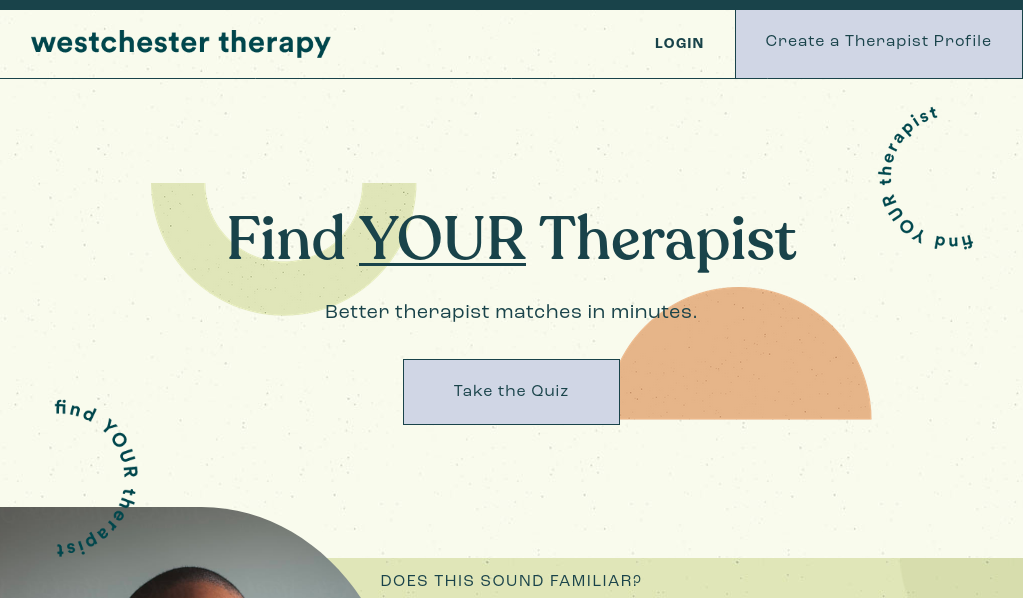 westchester therapy
LOGIN
Create a Therapist Profile
find YOUR therapist
Find YOUR Therapist
Better therapist matches in minutes.
Take the Quiz
find YOUR therapist
DOES THIS SOUND FAMILIAR?